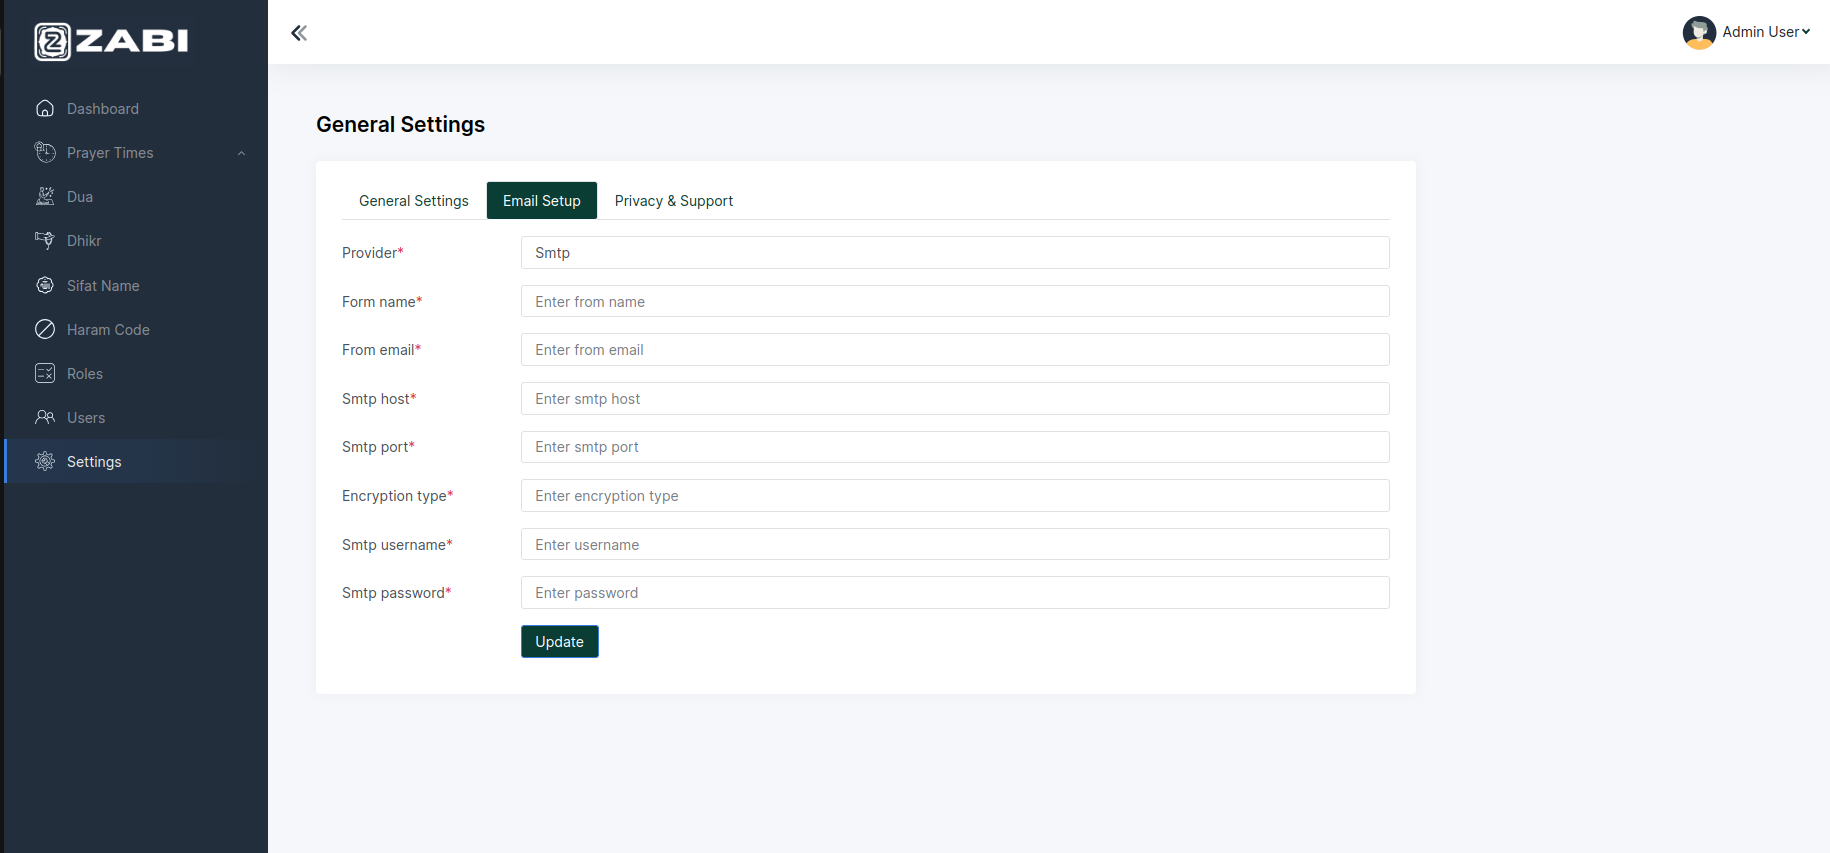 ZABI
Admin User
Dashboard
Prayer Times
Dua
Dhikr
Sifat Name
Haram Code
Roles
Users
Settings
General Settings
General Settings Email Setup Privacy & Support
Provider* Smtp
Form name* Enter from name
From email* Enter from email
Smtp host* Enter smtp host
Smtp port* Enter smtp port
Encryption type* Enter encryption type
Smtp username* Enter username
Smtp password* Enter password
Update